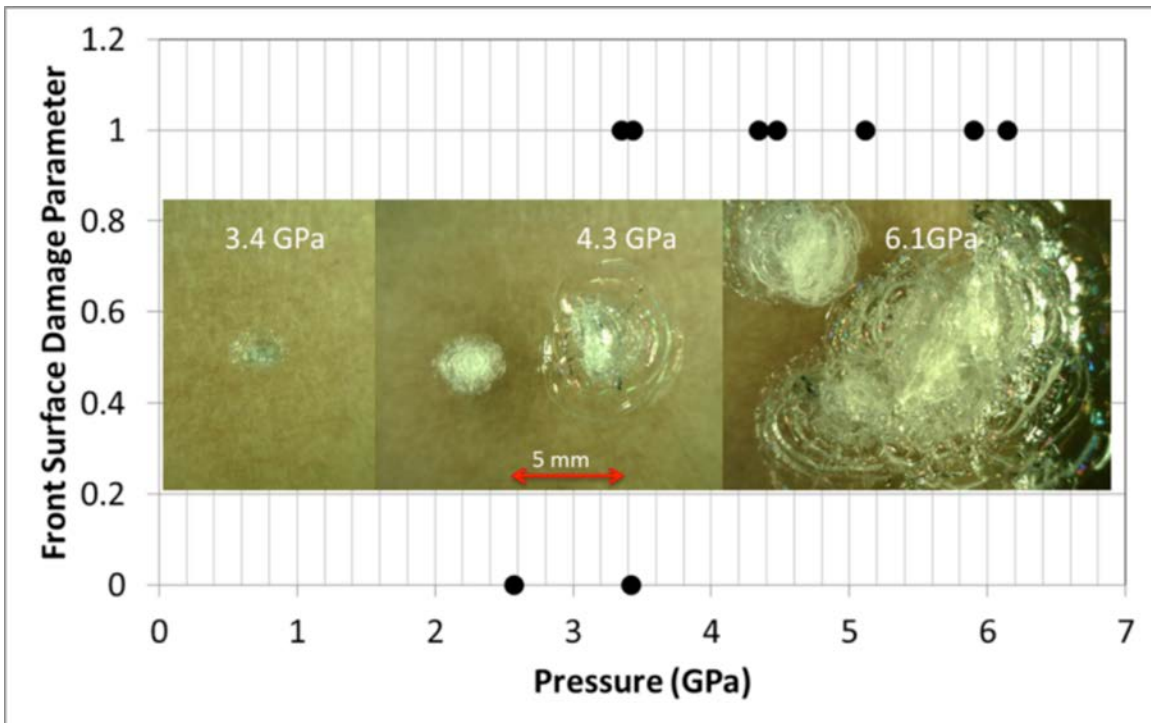 Front Surface Damage Parameter
1.2
1
0.8
0.6
0.4
0.2
0
3.4 GPa
4.3 GPa
6.1GPa
5 mm
0 1 2 3 4 5 6 7
Pressure (GPa)